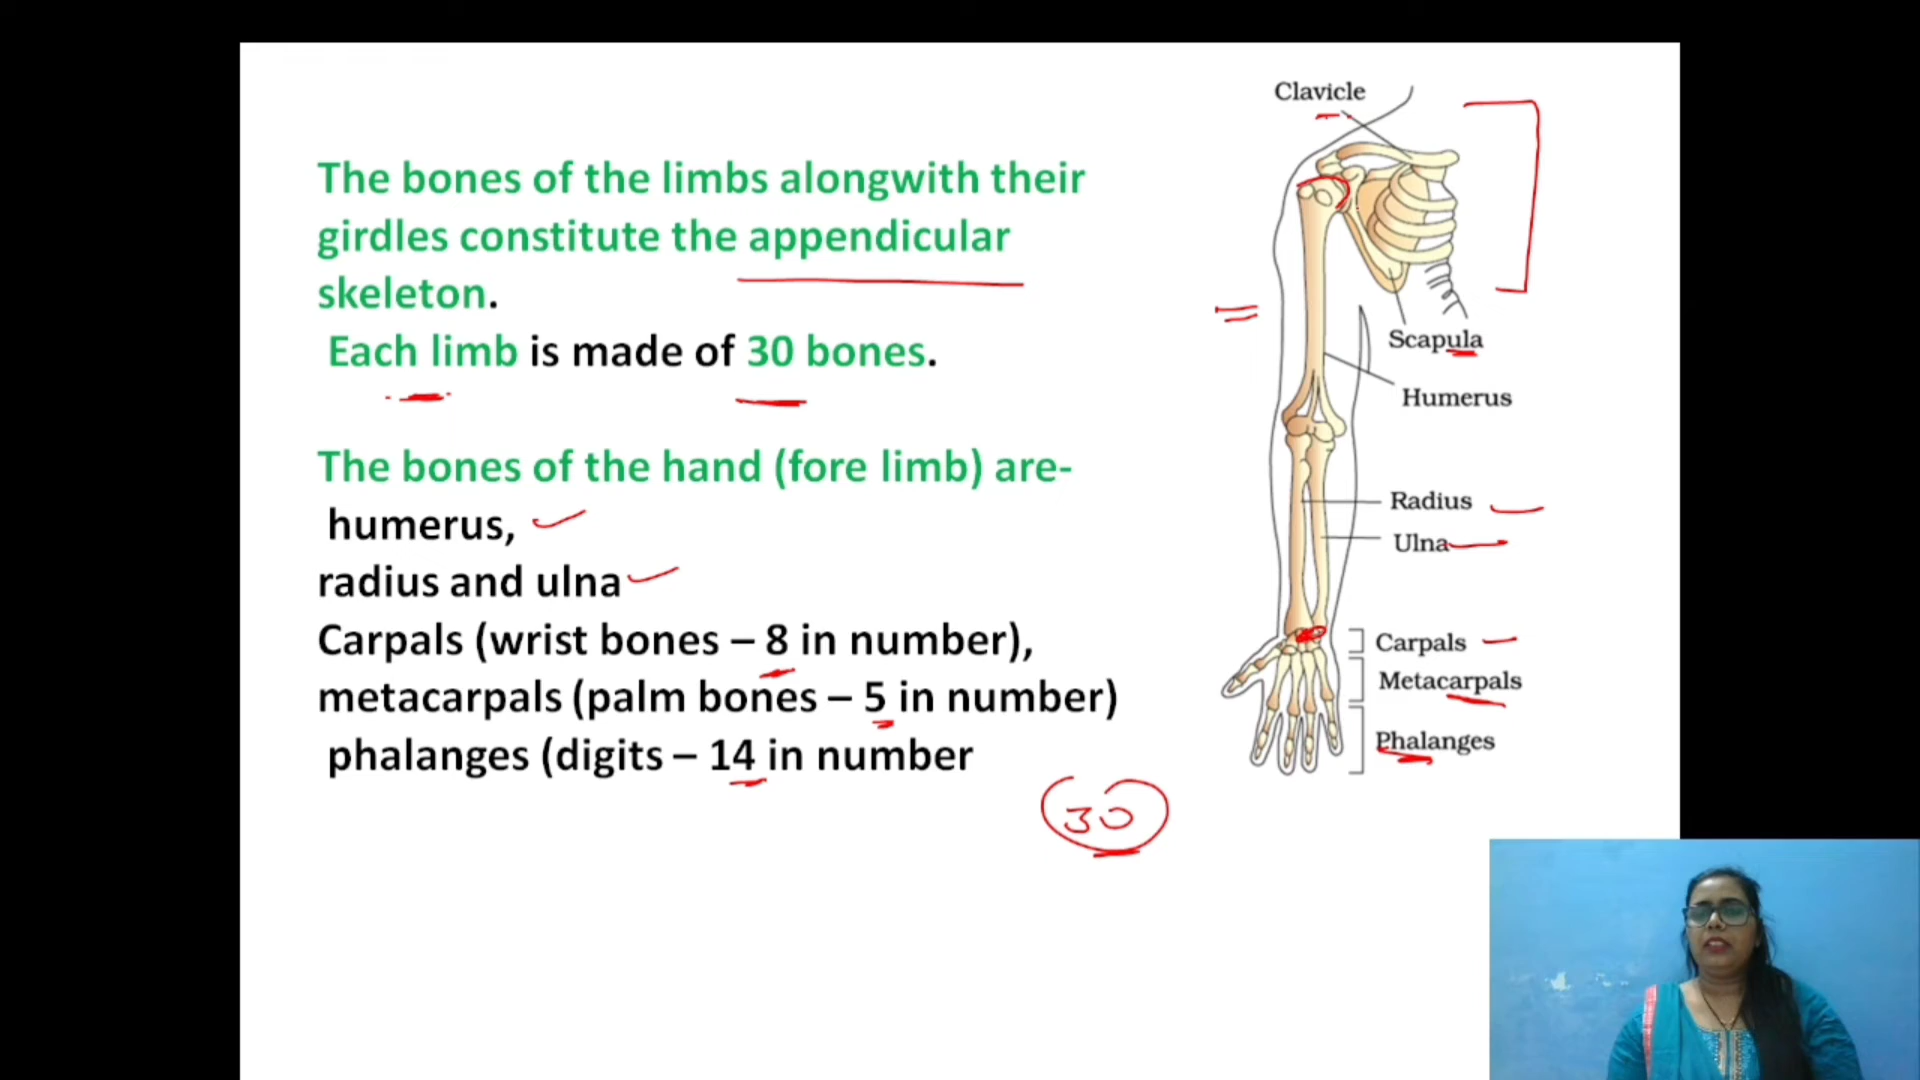 The bones of the limbs alongwith their
girdles constitute the appendicular
skeleton.
Each limb is made of 30 bones.
The bones of the hand (fore limb) are-
humerus,
radius and ulna
Carpals (wrist bones – 8 in number),
metacarpals (palm bones – 5 in number)
phalanges (digits – 14 in number
30
Clavicle
Scapula
Humerus
Radius
Ulna
Carpals
Metacarpals
Phalanges